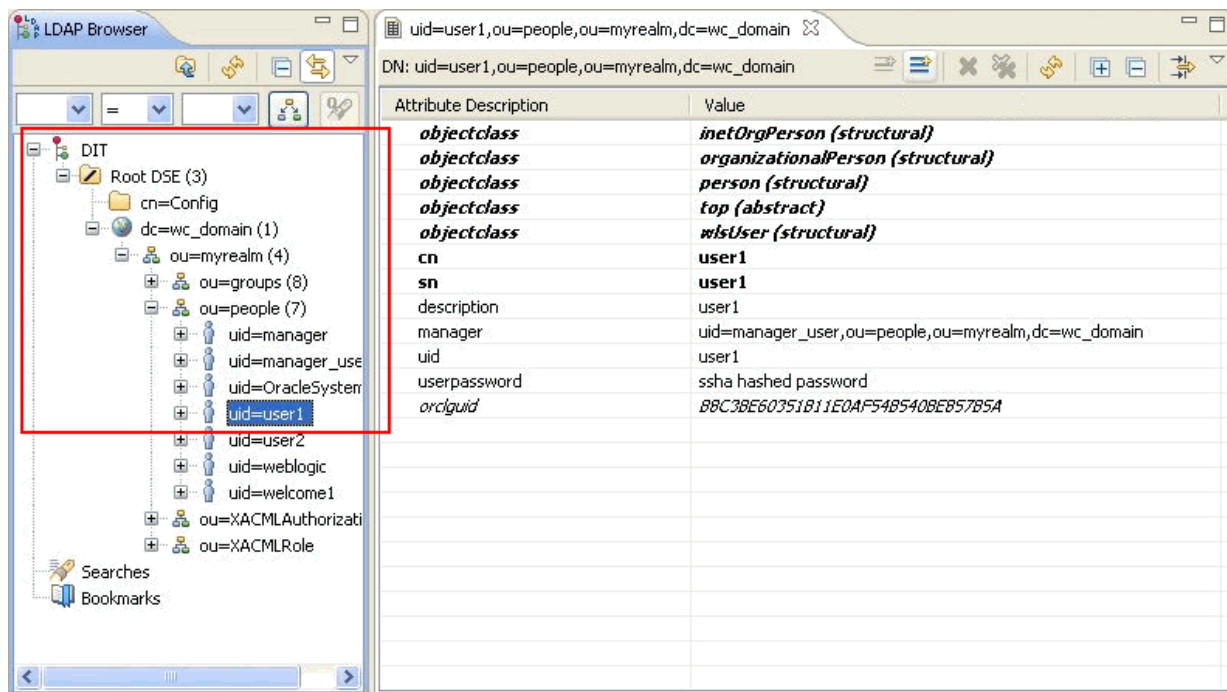 LDAP Browser
uid=user1,ou=people,ou=myrealm,dc=wc_domain
DN: uid=user1,ou=people,ou=myrealm,dc=wc_domain
=
DIT
Root DSE (3)
cn=Config
dc=wc_domain (1)
ou=myrealm (4)
ou=groups (8)
ou=people (7)
uid=manager
uid=manager_use
uid=OracleSystem
uid=user1
uid=user2
uid=weblogic
uid=welcome1
ou=XACMLAuthorizati
ou=XACMLRole
Searches
Bookmarks
Attribute Description Value
objectclass inetOrgPerson (structural)
objectclass organizationalPerson (structural)
objectclass person (structural)
objectclass top (abstract)
objectclass wlsUser (structural)
cn user1
sn user1
description user1
manager uid=manager_user,ou=people,ou=myrealm,dc=wc_domain
uid user1
userpassword ssha hashed password
orclguid BBC3BE60351B11E0AF54B540BE857B5A